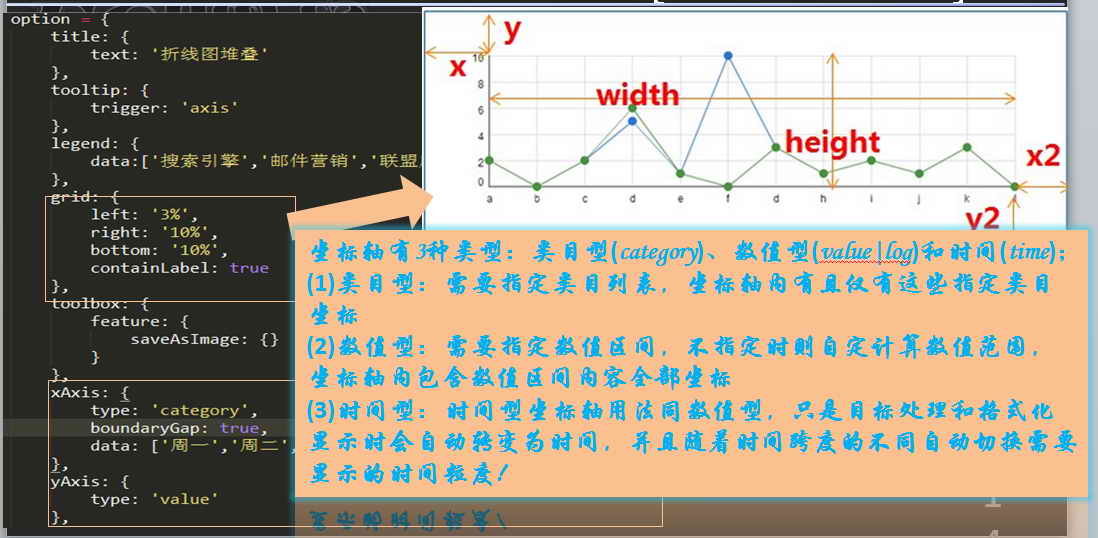 option = {
title: {
text: '折线图堆叠'
},
tooltip: {
trigger: 'axis'
},
legend: {
data:['搜索引擎','邮件营销','联盟
},
grid: {
left: '3%',
right: '10%',
bottom: '10%',
containLabel: true
},
toolbox: {
feature: {
saveAsImage: {}
}
},
xAxis: {
type: 'category',
boundaryGap: true,
data: ['周一','周二',
},
yAxis: {
type: 'value'
},
y
x
width
height
x2
y2
10
8
6
4
2
0
a b c d e f d h i j k l
坐标轴有3种类型：类目型(category)、数值型(value|log)和时间(time);
(1)类目型：需要指定类目列表，坐标轴内有且仅有这些指定类目
坐标
(2)数值型：需要指定数值区间，不指定时则自定计算数值范围，
坐标轴内包含数值区间内容全部坐标
(3)时间型：时间型坐标轴用法同数值型，只是目标处理和格式化
显示时会自动转变为时间，并且随着时间跨度的不同自动切换需要
显示的时间粒度！